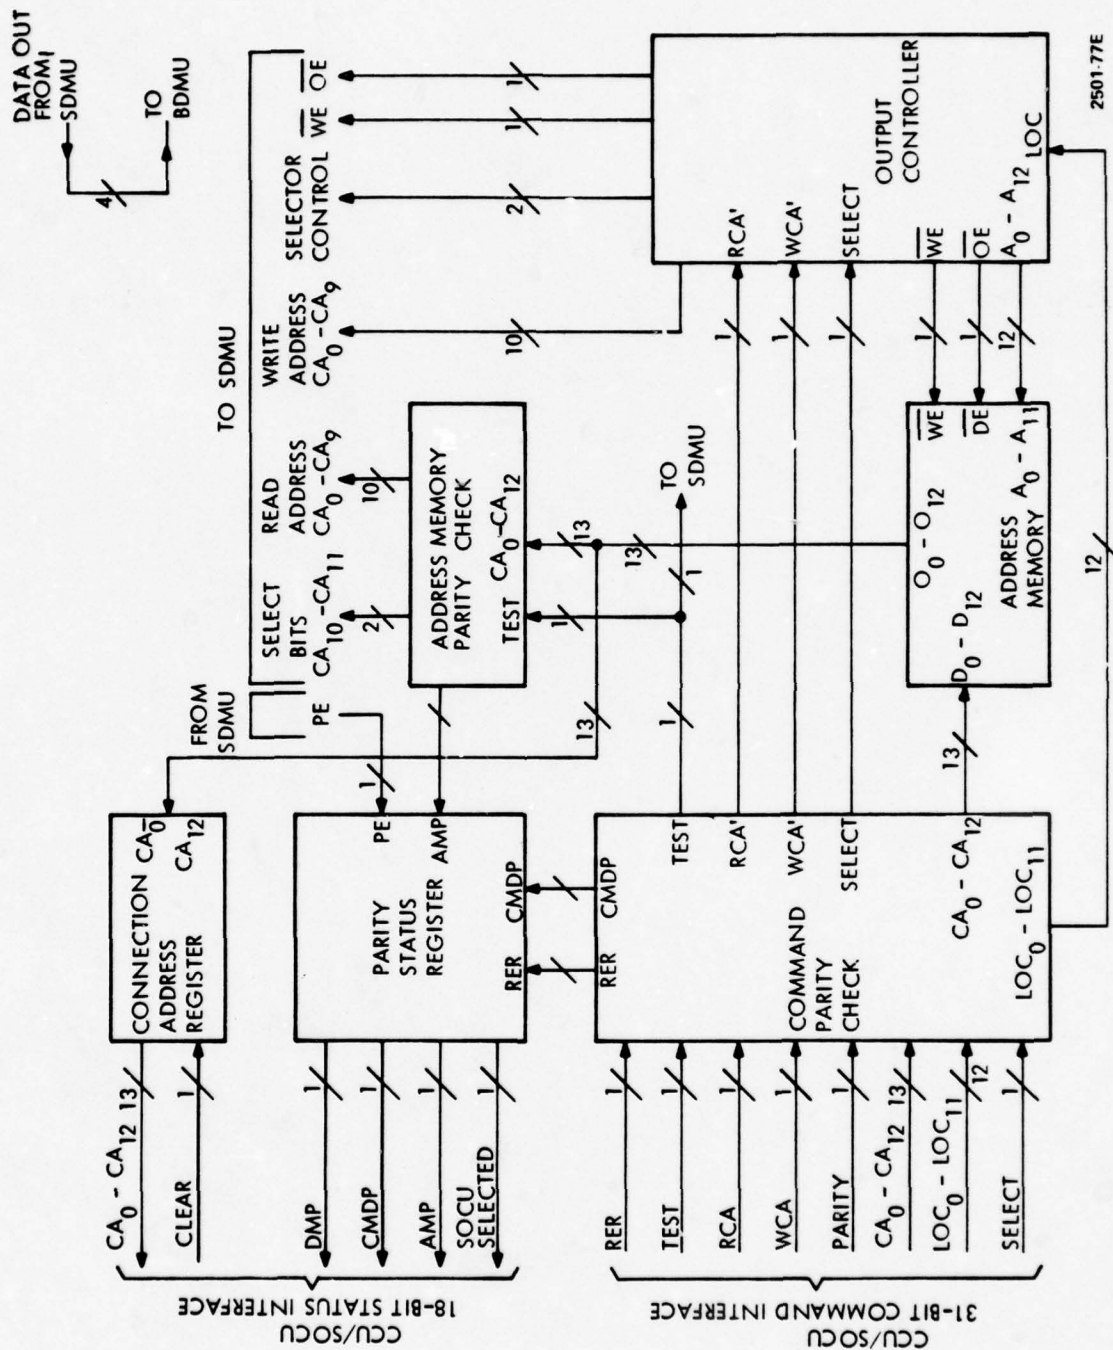 DATA OUT
FROM
SDMU
4
TO
BDMU
TO SDMU
SELECT
BITS
CA10 - CA11
READ
ADDRESS
CA0 - CA9
WRITE
ADDRESS
CA0 - CA9
SELECTOR
CONTROL
WE
OE
2
10
10
2
1
1
FROM
SDMU
PE
1
CONNECTION
ADDRESS
REGISTER
CA0-
CA12
CA0 - CA12
13
CLEAR
1
PARITY
STATUS
REGISTER
PE
AMP
RER
CMDP
DMP
1
CMDP
1
AMP
1
SOCU
SELECTED
1
CCU/SOCU
18-BIT STATUS INTERFACE
ADDRESS MEMORY
PARITY CHECK
TEST
CA0-CA12
1
13
13
13
1
TO
SDMU
1
RER
CMDP
COMMAND
PARITY
CHECK
TEST
RCA'
WCA'
SELECT
CA0 - CA12
LOC0 - LOC11
RER
1
TEST
1
RCA
1
WCA
1
PARITY
1
CA0 - CA12
13
LOC0 - LOC11
12
SELECT
1
CCU/SOCU
31-BIT COMMAND INTERFACE
13
D0 - D12
O0 - O12
ADDRESS
MEMORY
WE
DE
A0 - A11
1
1
12
1
1
1
RCA'
WCA'
SELECT
OUTPUT
CONTROLLER
WE
OE
A0 - A12
LOC
12
2501-77E